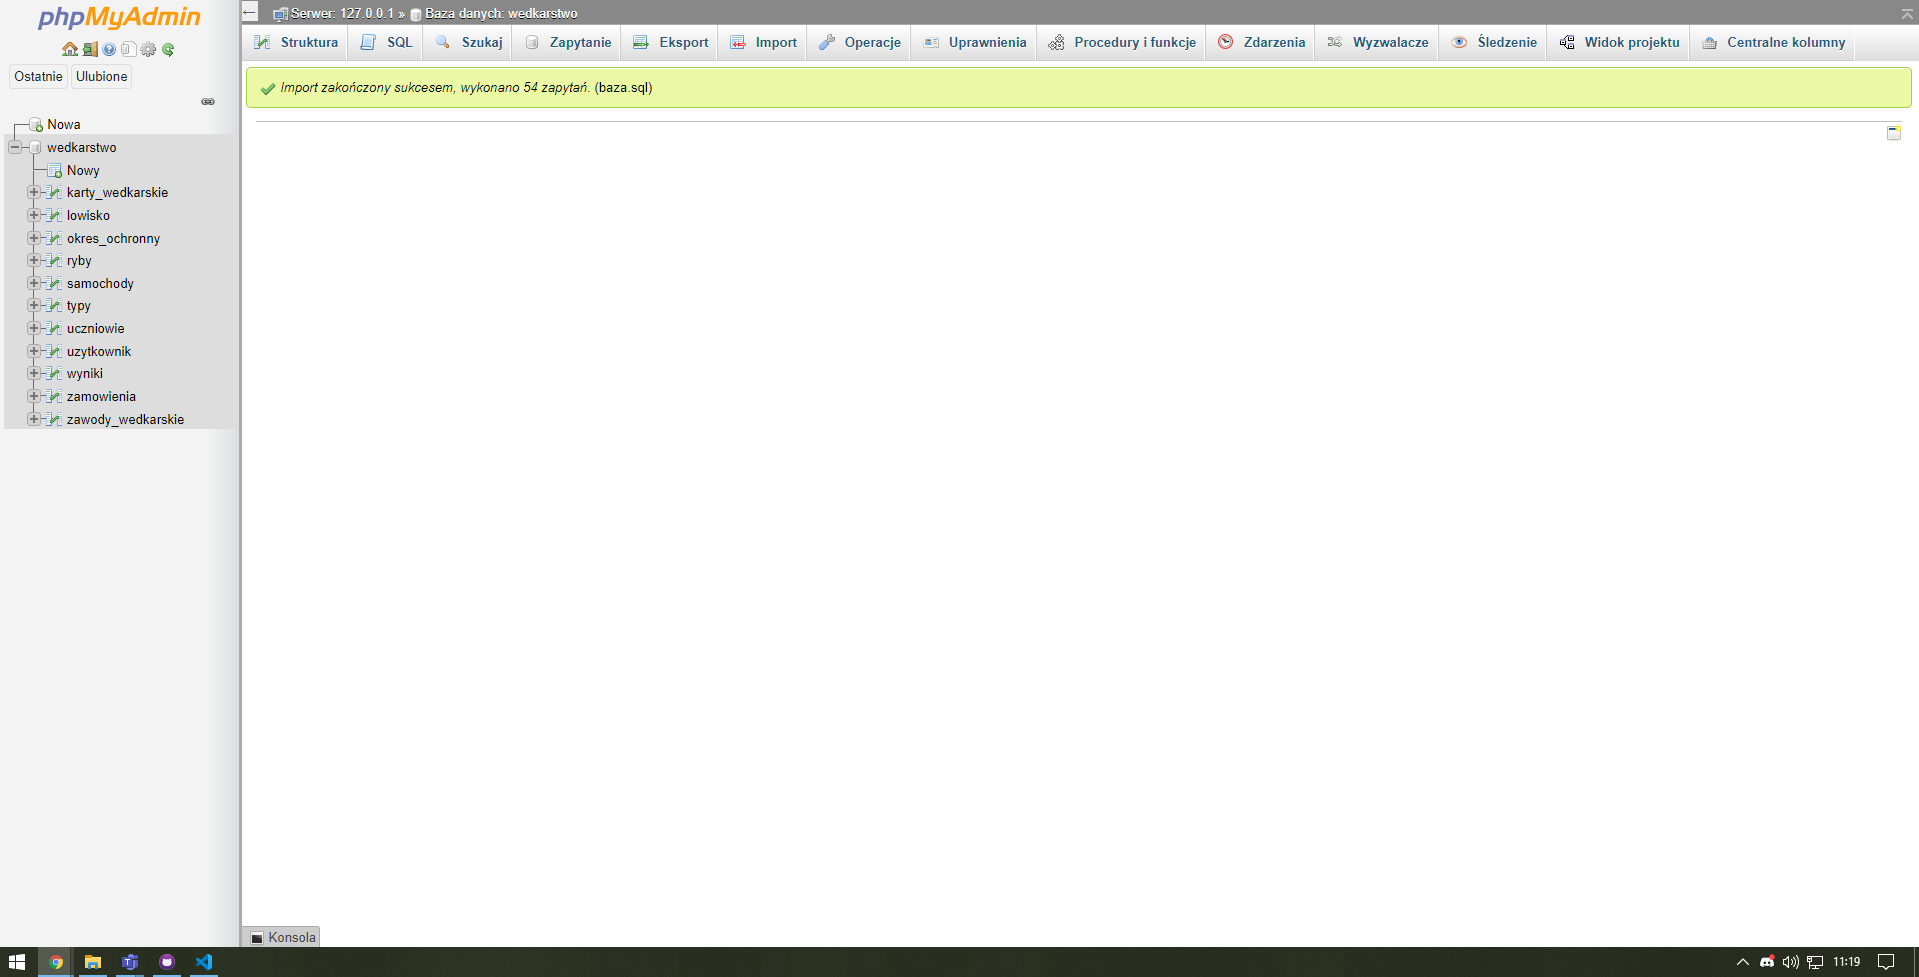 phpMyAdmin
Ostatnie Ulubione
Nowa
wedkarstwo
Nowy
karty_wedkarskie
lowisko
okres_ochronny
ryby
samochody
typy
uczniowie
uzytkownik
wyniki
zamowienia
zawody_wedkarskie
Serwer: 127.0.0.1 » Baza danych: wedkarstwo
Struktura SQL Szukaj Zapytanie Eksport Import Operacje Uprawnienia Procedury i funkcje Zdarzenia Wyzwalacze Śledzenie Widok projektu Centralne kolumny
Import zakończony sukcesem, wykonano 54 zapytań. (baza.sql)
Konsola
11:19